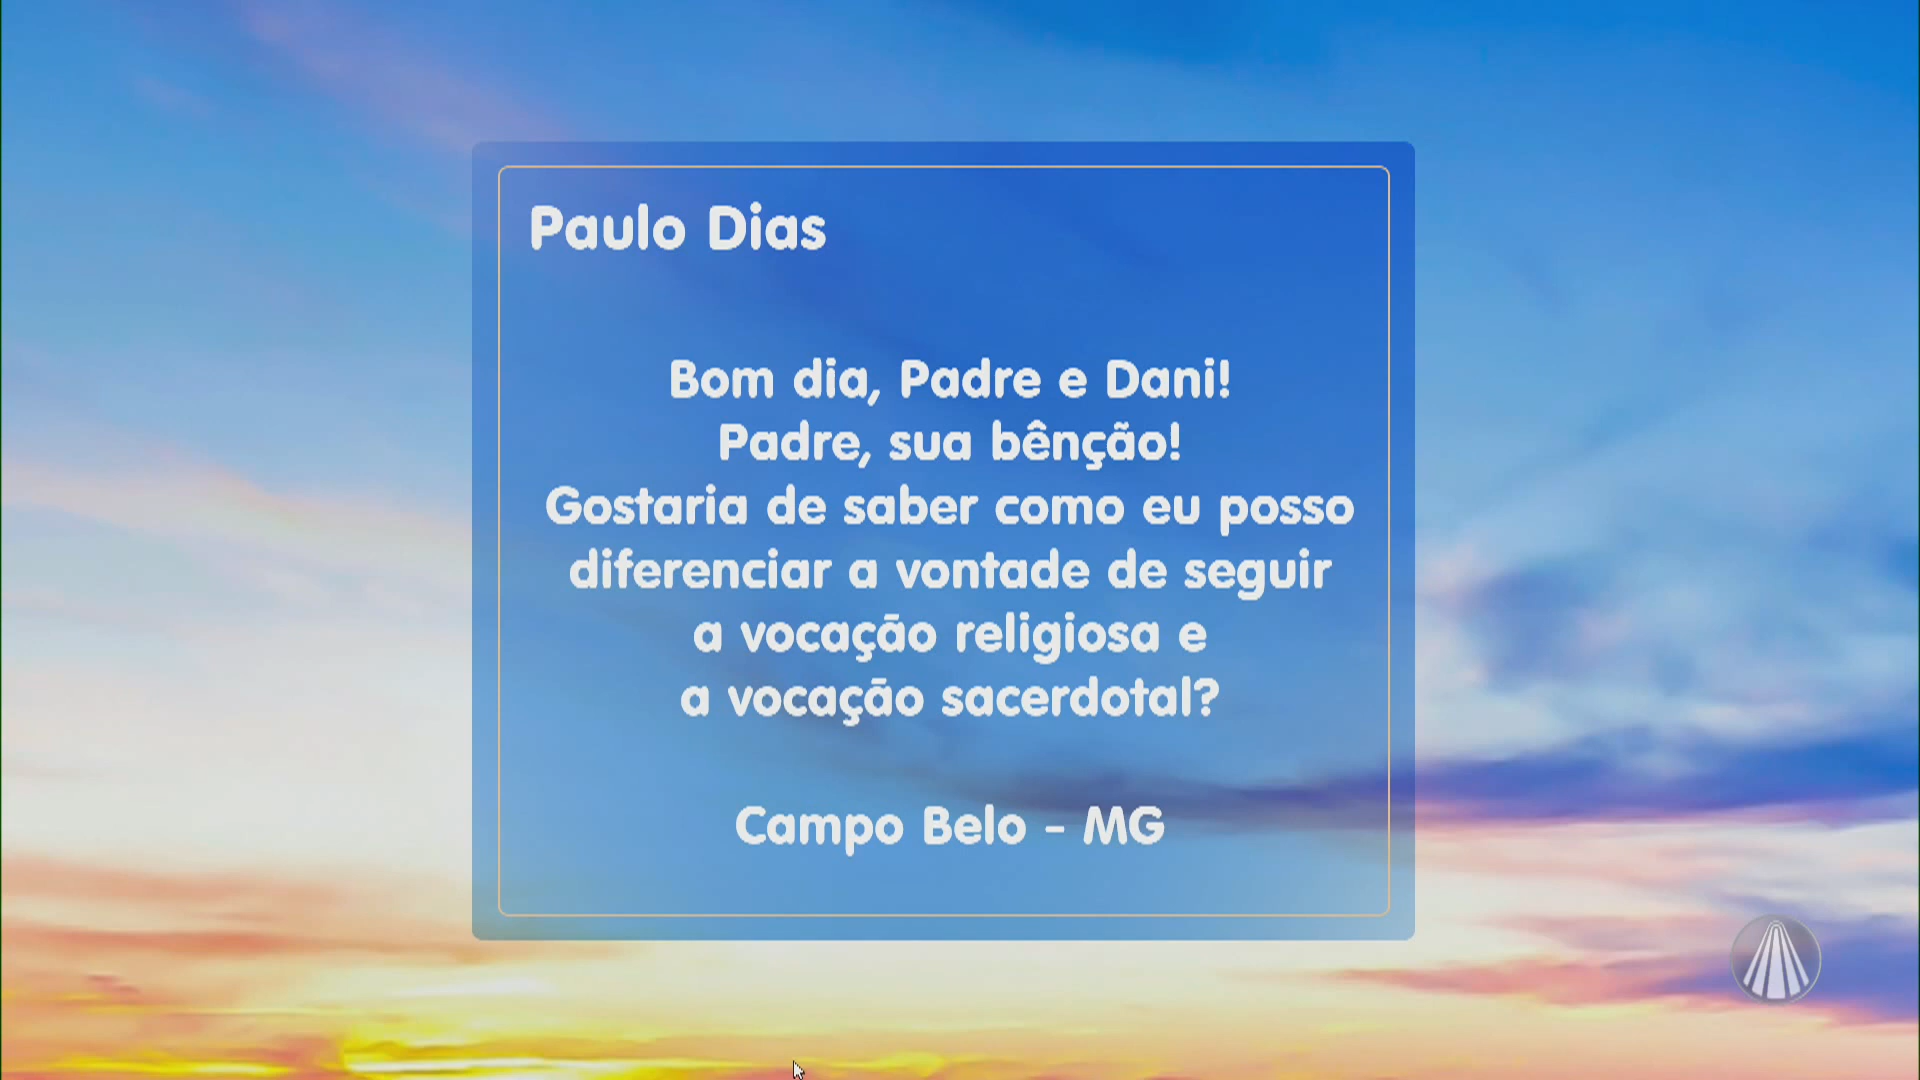 Paulo Dias
Bom dia, Padre e Dani!
Padre, sua bênção!
Gostaria de saber como eu posso
diferenciar a vontade de seguir
a vocação religiosa e
a vocação sacerdotal?
Campo Belo - MG